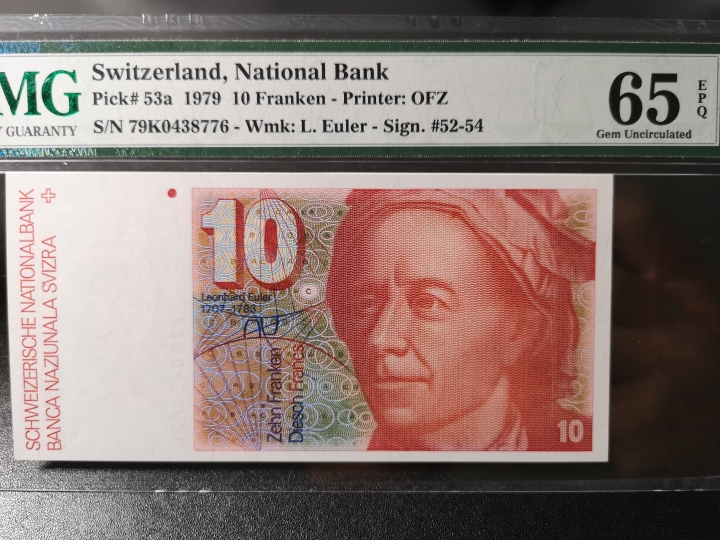 MG
Y GUARANTY
Switzerland, National Bank
Pick# 53a 1979 10 Franken - Printer: OFZ
S/N 79K0438776 - Wmk: L. Euler - Sign. #52-54
65
EPQ
Gem Uncirculated
SCHWEIZERISCHE NATIONALBANK
BANCA NAZIUNALA SVIZRA
10
Leonhard Euler
1707-1783
C
Zehn Franken
Diesch Francs
10